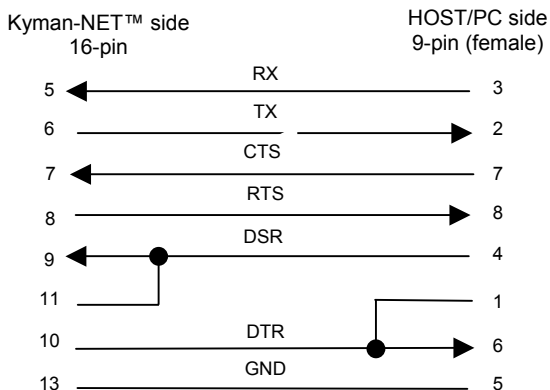 Kyman-NET™ side
16-pin
HOST/PC side
9-pin (female)
5 RX 3
6 TX 2
7 CTS 7
8 RTS 8
9 DSR 4
11 1
10 DTR 6
13 GND 5